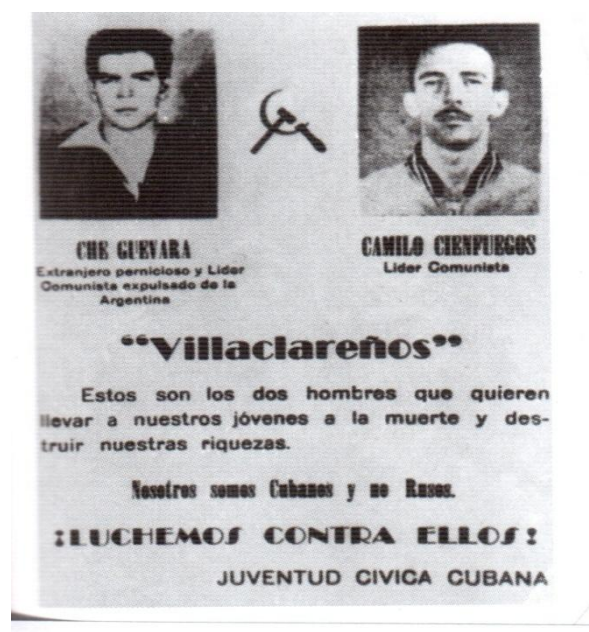 CHE GUEVARA
Extranjero pernicioso y Lider
Comunista expulsado de la
Argentina
CAMILO CIENFUEGOS
Lider Comunista
“Villaclareños”
Estos son los dos hombres que quieren
llevar a nuestros jóvenes a la muerte y des-
truir nuestras riquezas.
Nosotros somos Cubanos y no Rusos.
¡LUCHEMOS CONTRA ELLOS!
JUVENTUD CIVICA CUBANA